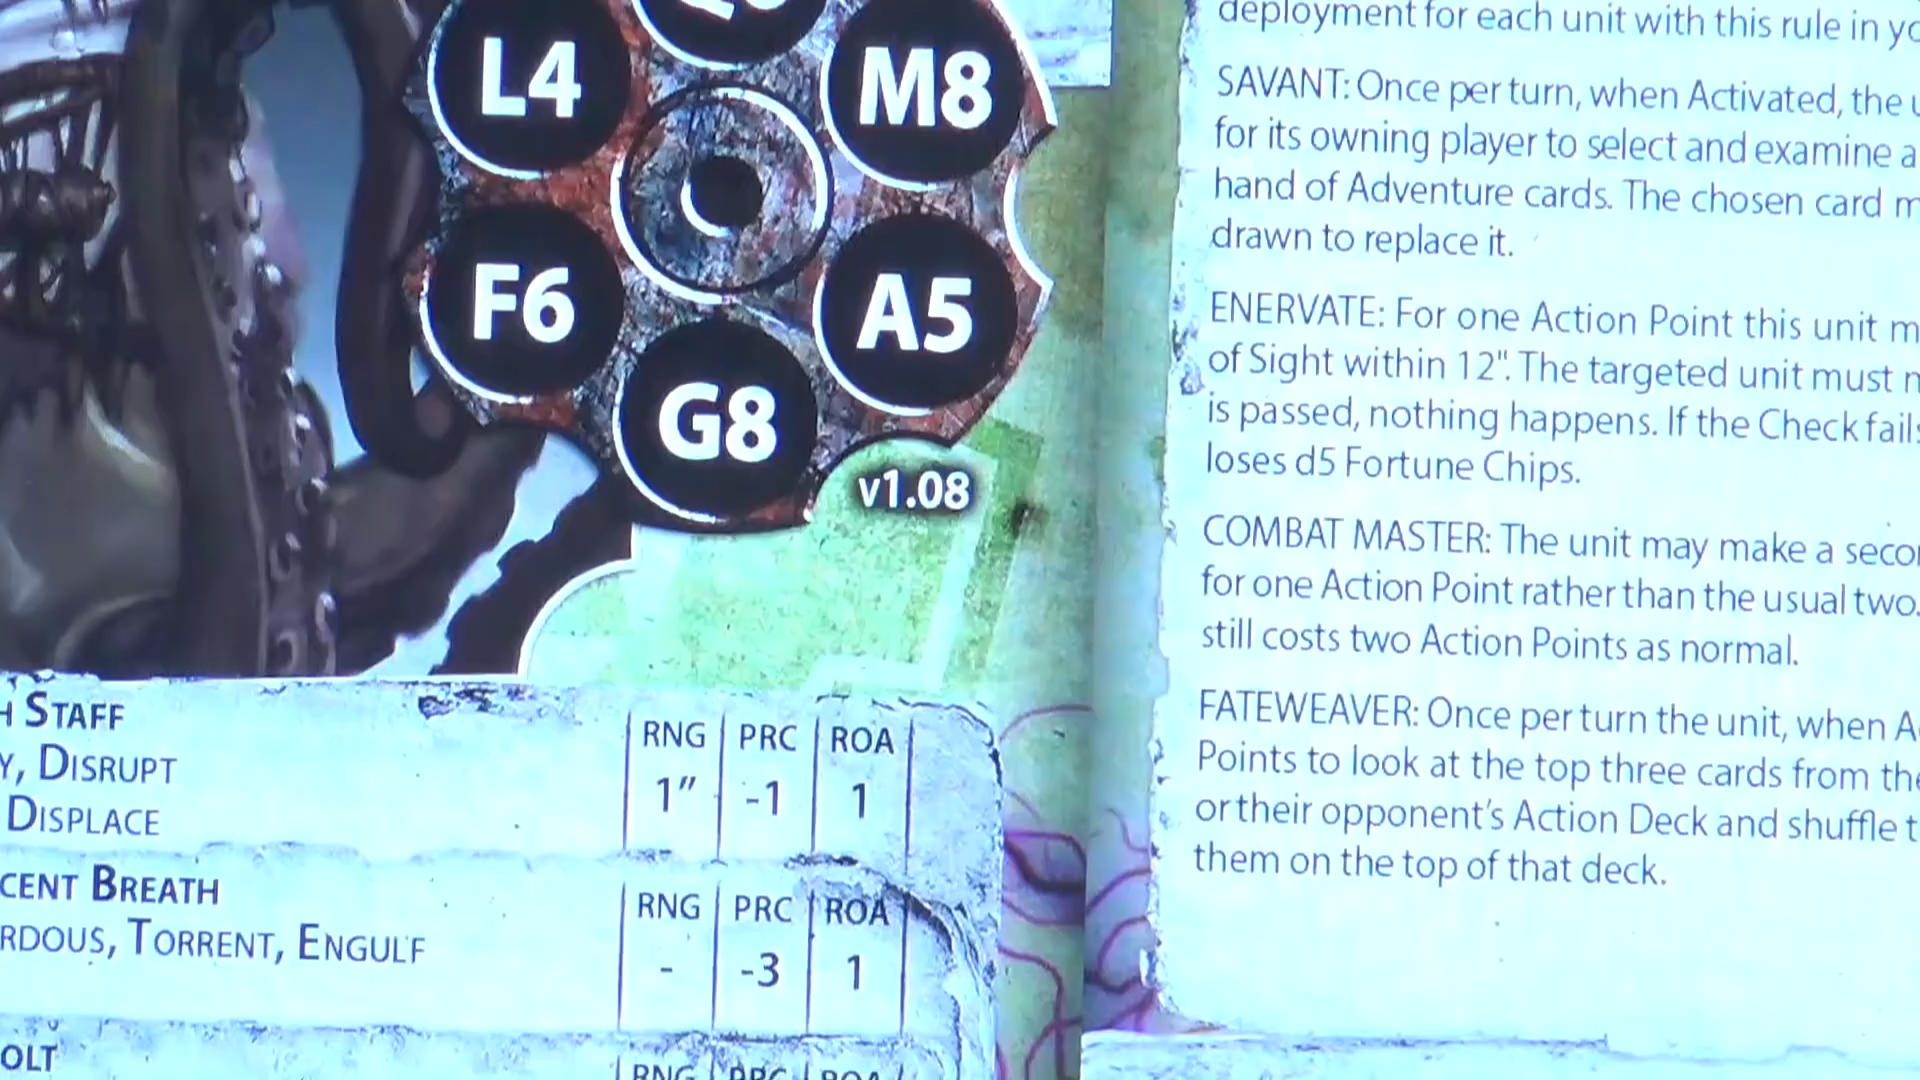 L4
M8
F6
A5
G8
v1.08
STAFF
DISRUPT
DISPLACE
RNG PRC ROA
1" -1 1
BREATH
TORRENT, ENGULF
RNG PRC ROA
- -3 1
RNG PRC ROA
deployment for each unit with this rule in
SAVANT: Once per turn, when Activated, the
for its owning player to select and examine a
hand of Adventure cards. The chosen card
drawn to replace it.
ENERVATE: For one Action Point this unit
of Sight within 12". The targeted unit must
is passed, nothing happens. If the Check
loses d5 Fortune Chips.
COMBAT MASTER: The unit may make a
for one Action Point rather than the usual two.
still costs two Action Points as normal.
FATEWEAVER: Once per turn the unit, when
Points to look at the top three cards from
or their opponent's Action Deck and shuffle
them on the top of that deck.